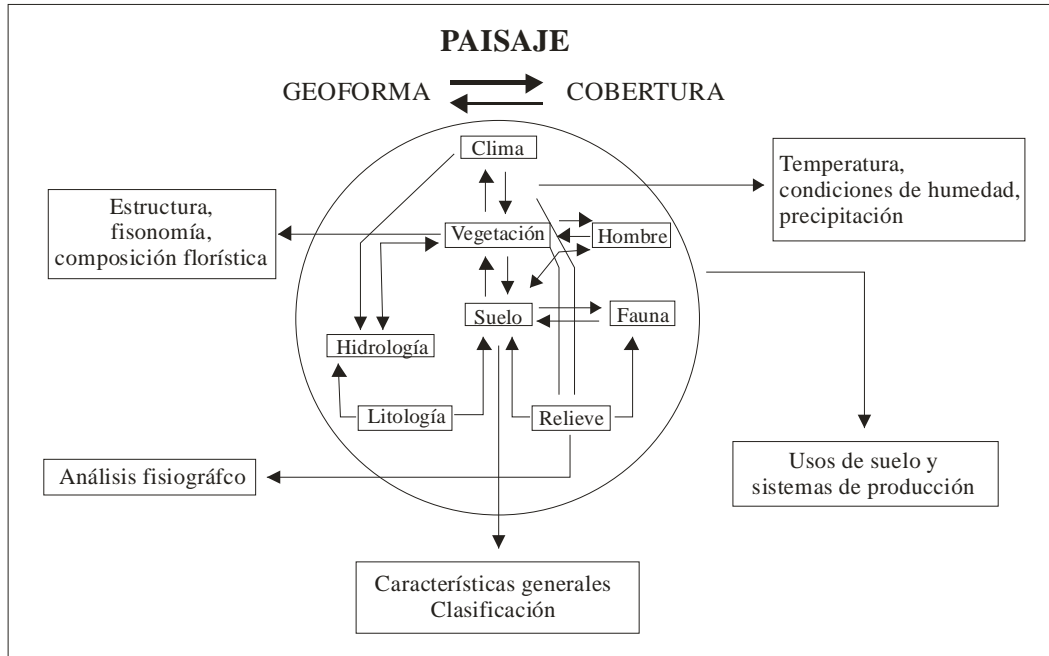 PAISAJE
GEOFORMA
COBERTURA
Clima
Temperatura,
condiciones de humedad,
precipitación
Estructura,
fisonomía,
composición florística
Vegetación
Hombre
Suelo
Fauna
Hidrología
Litología
Relieve
Análisis fisiográfco
Usos de suelo y
sistemas de producción
Características generales
Clasificación